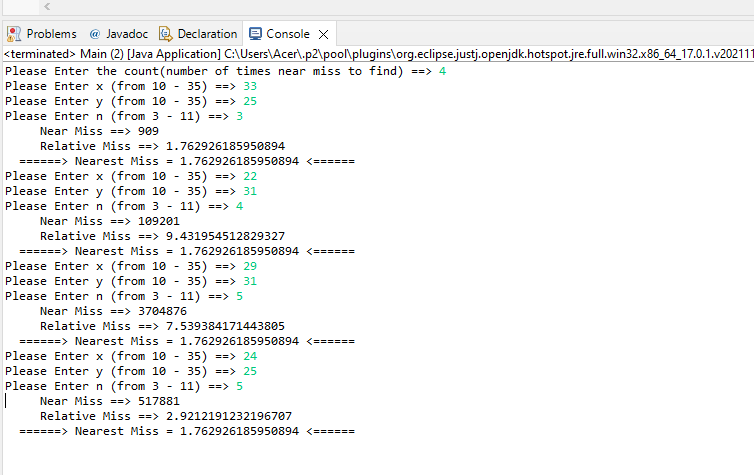 Problems @ Javadoc Declaration Console
<terminated> Main (2) [Java Application] C:\Users\Acer\.p2\pool\plugins\org.eclipse.justj.openjdk.hotspot.jre.full.win32.x86_64_17.0.1.v202111
Please Enter the count(number of times near miss to find) ==> 4
Please Enter x (from 10 - 35) ==> 33
Please Enter y (from 10 - 35) ==> 25
Please Enter n (from 3 - 11) ==> 3
Near Miss ==> 909
Relative Miss ==> 1.762926185950894
======> Nearest Miss = 1.762926185950894 <======
Please Enter x (from 10 - 35) ==> 22
Please Enter y (from 10 - 35) ==> 31
Please Enter n (from 3 - 11) ==> 4
Near Miss ==> 109201
Relative Miss ==> 9.431954512829327
======> Nearest Miss = 1.762926185950894 <======
Please Enter x (from 10 - 35) ==> 29
Please Enter y (from 10 - 35) ==> 31
Please Enter n (from 3 - 11) ==> 5
Near Miss ==> 3704876
Relative Miss ==> 7.539384171443805
======> Nearest Miss = 1.762926185950894 <======
Please Enter x (from 10 - 35) ==> 24
Please Enter y (from 10 - 35) ==> 25
Please Enter n (from 3 - 11) ==> 5
Near Miss ==> 517881
Relative Miss ==> 2.9212191232196707
======> Nearest Miss = 1.762926185950894 <======